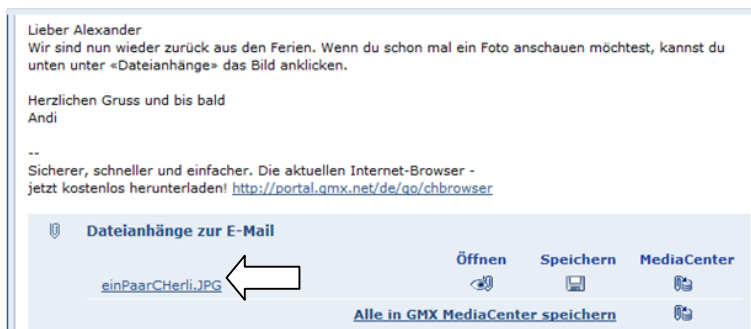 Lieber Alexander
Wir sind nun wieder zurück aus den Ferien. Wenn du schon mal ein Foto anschauen möchtest, kannst du
unten unter «Dateianhänge» das Bild anklicken.
Herzlichen Gruss und bis bald
Andi
--
Sicherer, schneller und einfacher. Die aktuellen Internet-Browser -
jetzt kostenlos herunterladen! http://portal.gmx.net/de/go/chbrowser
Dateianhänge zur E-Mail
Öffnen Speichern MediaCenter
einPaarCHerli.JPG
Alle in GMX MediaCenter speichern